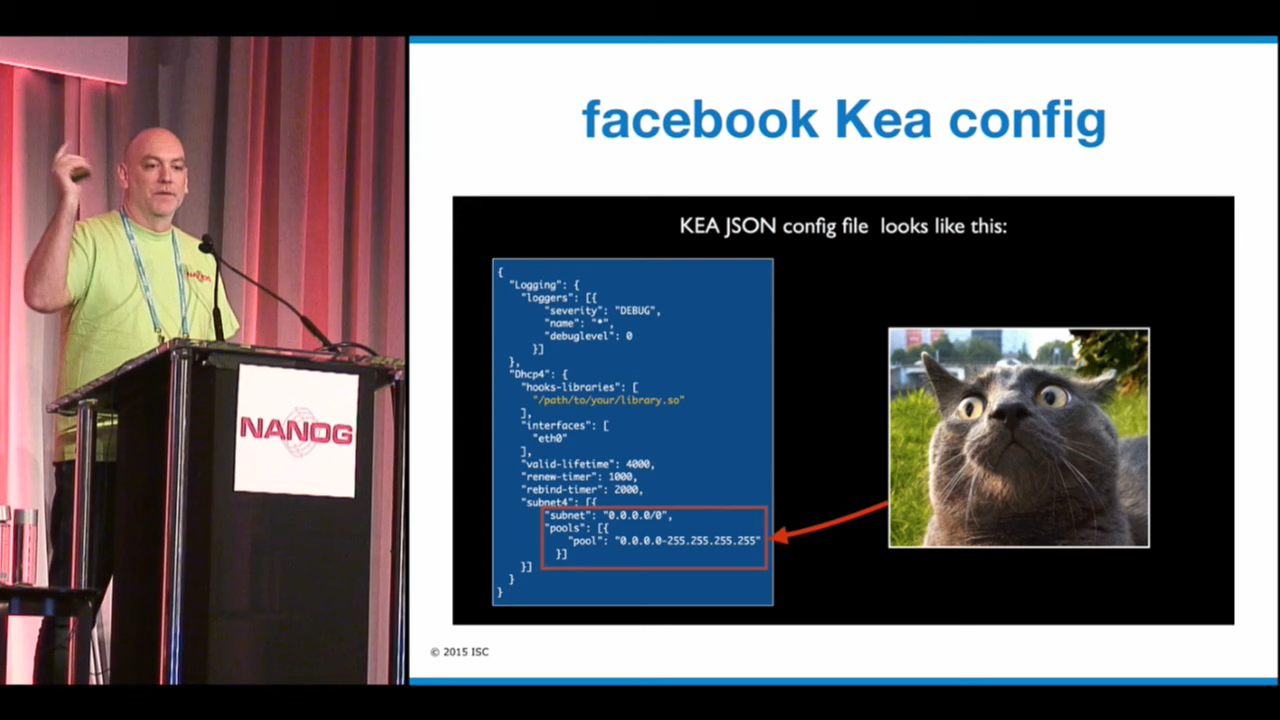 facebook Kea config
KEA JSON config file looks like this:
{
"Logging": {
"loggers": [{
"severity": "DEBUG",
"name": "*",
"debuglevel": 0
}]
},
"Dhcp4": {
"hooks-libraries": [
"/path/to/your/library.so"
],
"interfaces": [
"eth0"
],
"valid-lifetime": 4000,
"renew-timer": 1000,
"rebind-timer": 2000,
"subnet4": [{
"subnet": "0.0.0.0/0",
"pools": [{
"pool": "0.0.0.0-255.255.255.255"
}]
}]
}
}
© 2015 ISC
NANOG
NANOG